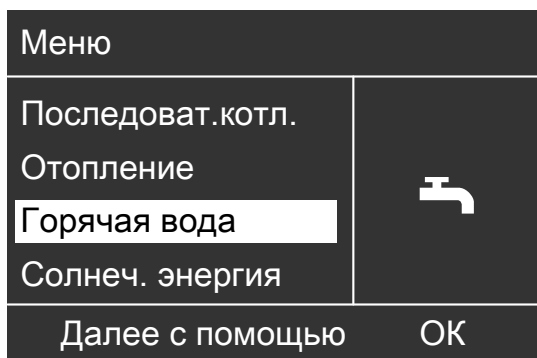 Меню
Последоват.котл.
Отопление
Горячая вода
Солнеч. энергия
Далее с помощью ОК